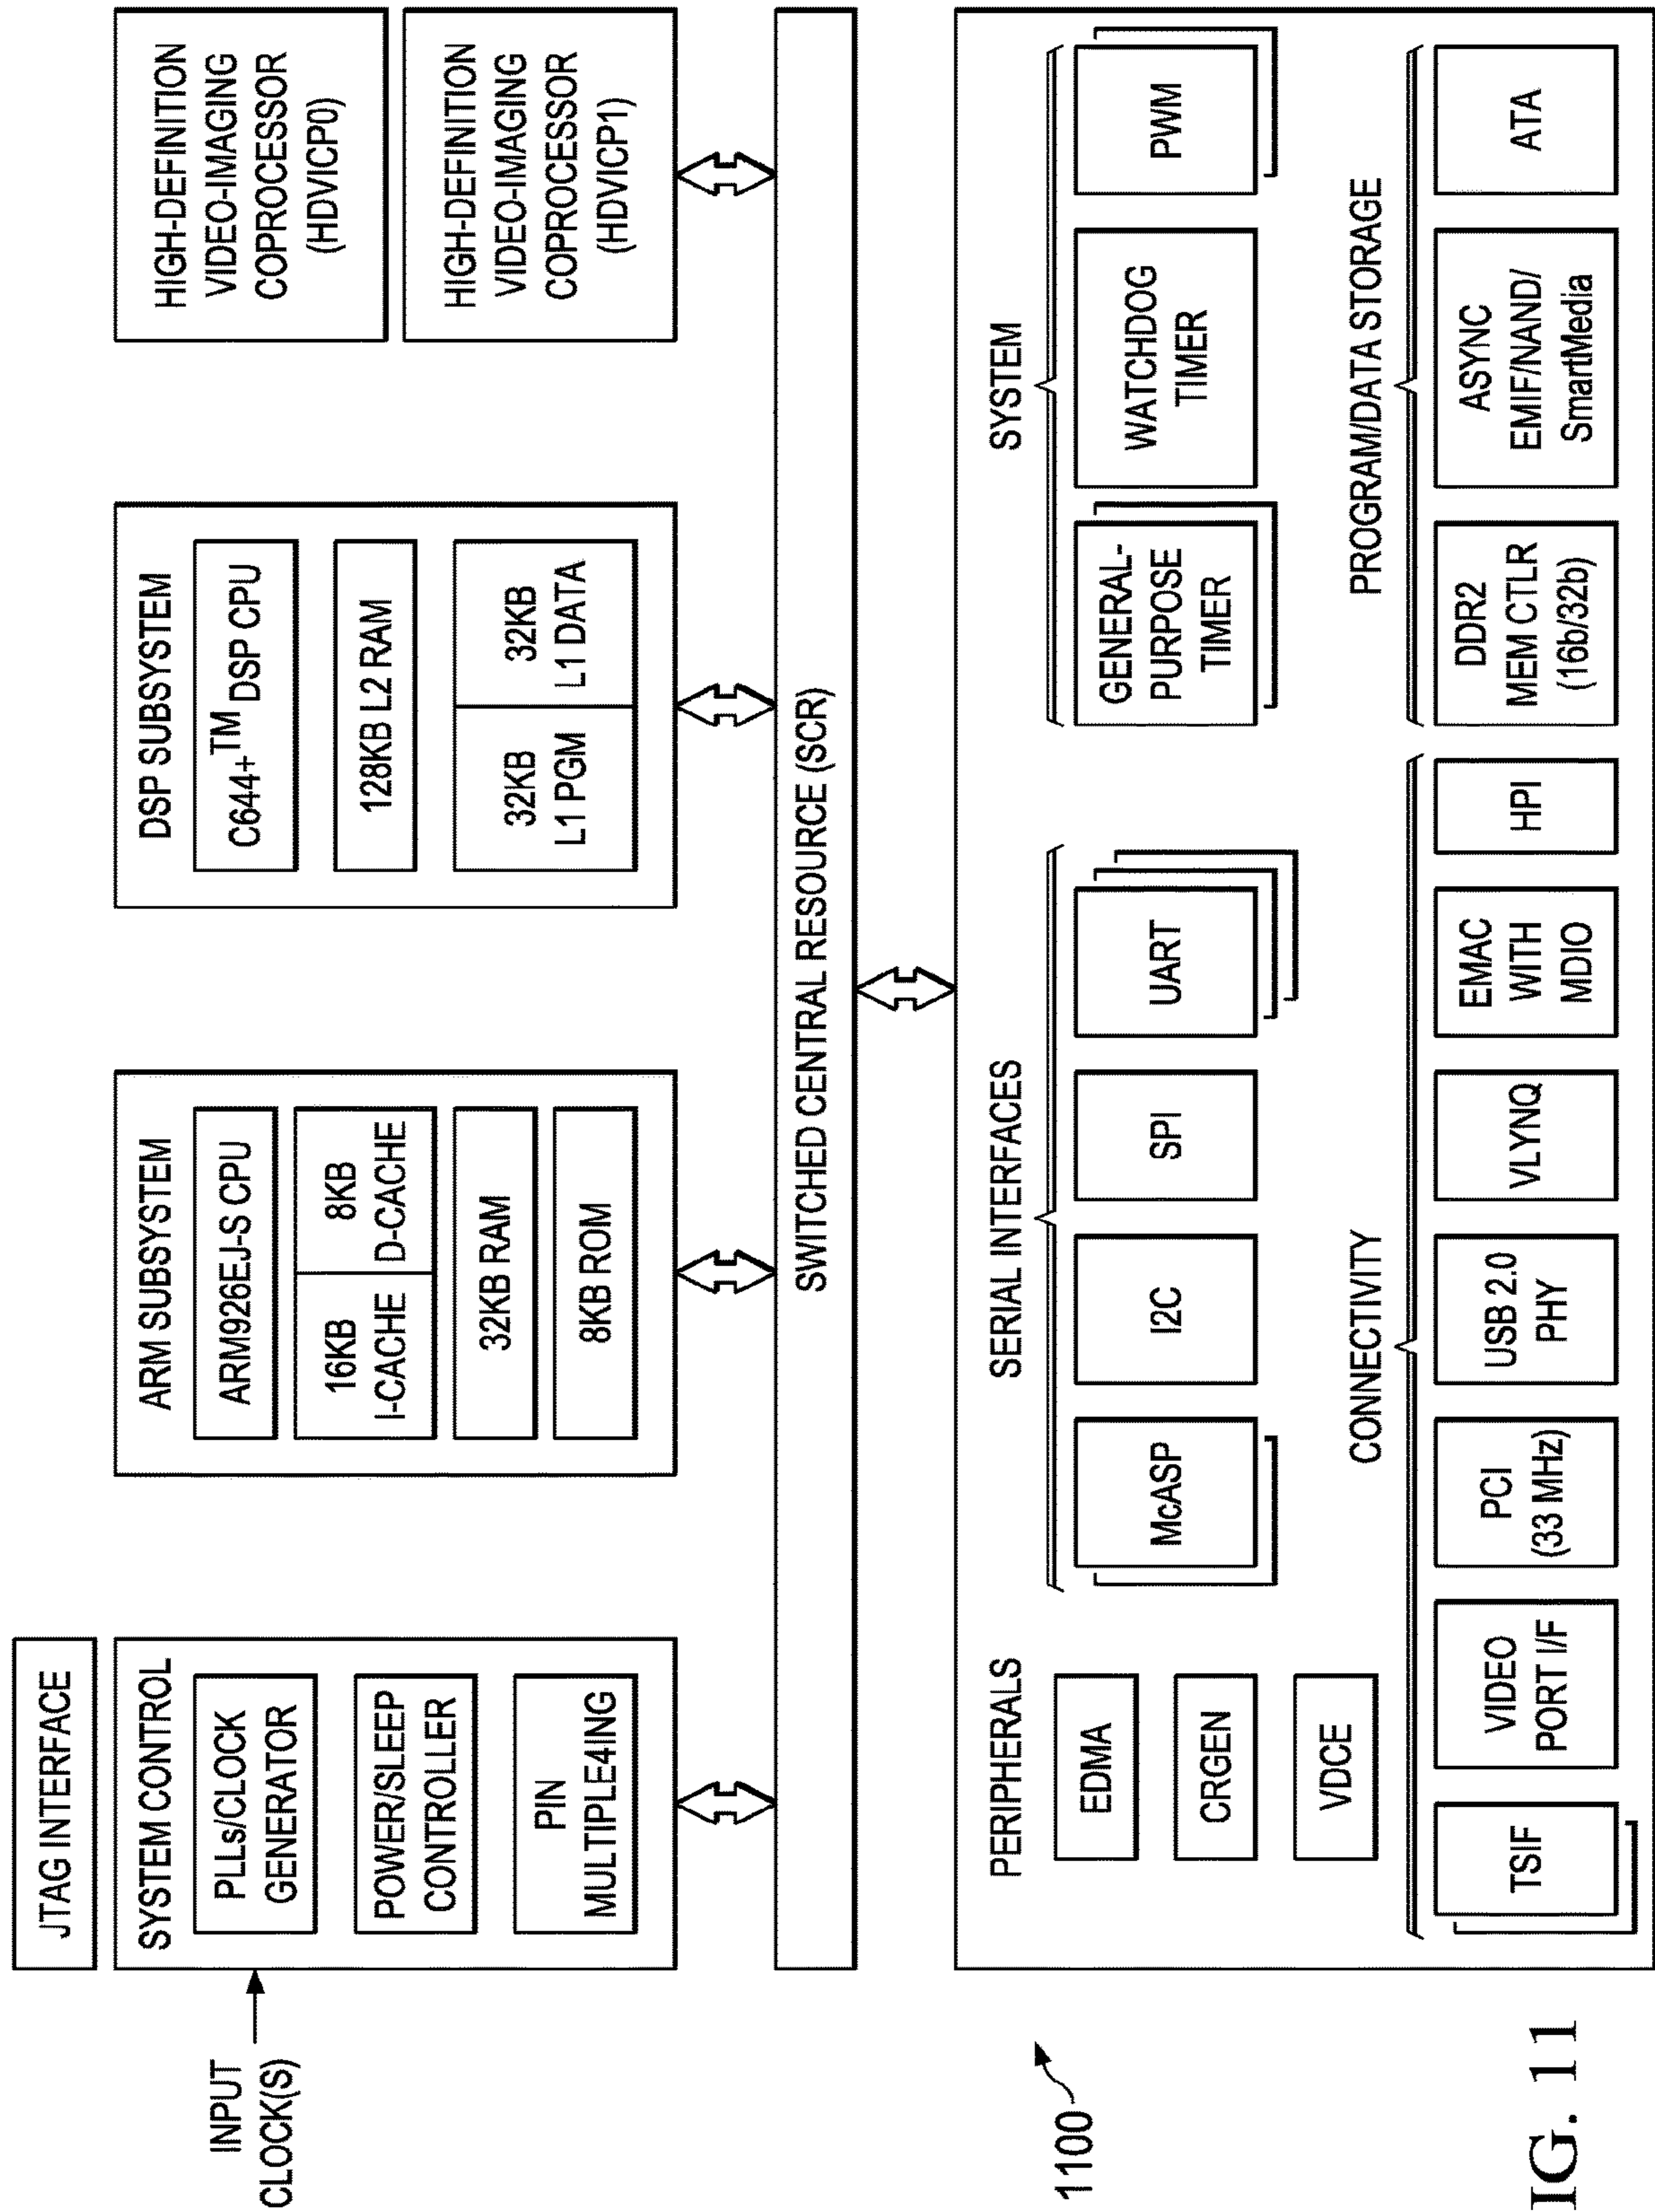 JTAG INTERFACE
INPUT
CLOCK(S)
SYSTEM CONTROL
PLLs/CLOCK
GENERATOR
POWER/SLEEP
CONTROLLER
PIN
MULTIPLE4ING
ARM SUBSYSTEM
ARM926EJ-S CPU
16KB
I-CACHE
8KB
D-CACHE
32KB RAM
8KB ROM
DSP SUBSYSTEM
C644+TM DSP CPU
128KB L2 RAM
32KB
L1 PGM
32KB
L1 DATA
HIGH-DEFINITION
VIDEO-IMAGING
COPROCESSOR
(HDVICP0)
HIGH-DEFINITION
VIDEO-IMAGING
COPROCESSOR
(HDVICP1)
SWITCHED CENTRAL RESOURCE (SCR)
PERIPHERALS
EDMA
CRGEN
VDCE
SERIAL INTERFACES
McASP
I2C
SPI
UART
SYSTEM
GENERAL-
PURPOSE
TIMER
WATCHDOG
TIMER
PWM
CONNECTIVITY
TSIF
VIDEO
PORT I/F
PCI
(33 MHz)
USB 2.0
PHY
VLYNQ
EMAC
WITH
MDIO
HPI
PROGRAM/DATA STORAGE
DDR2
MEM CTLR
(16b/32b)
ASYNC
EMIF/NAND/
SmartMedia
ATA
1100
IG. 11